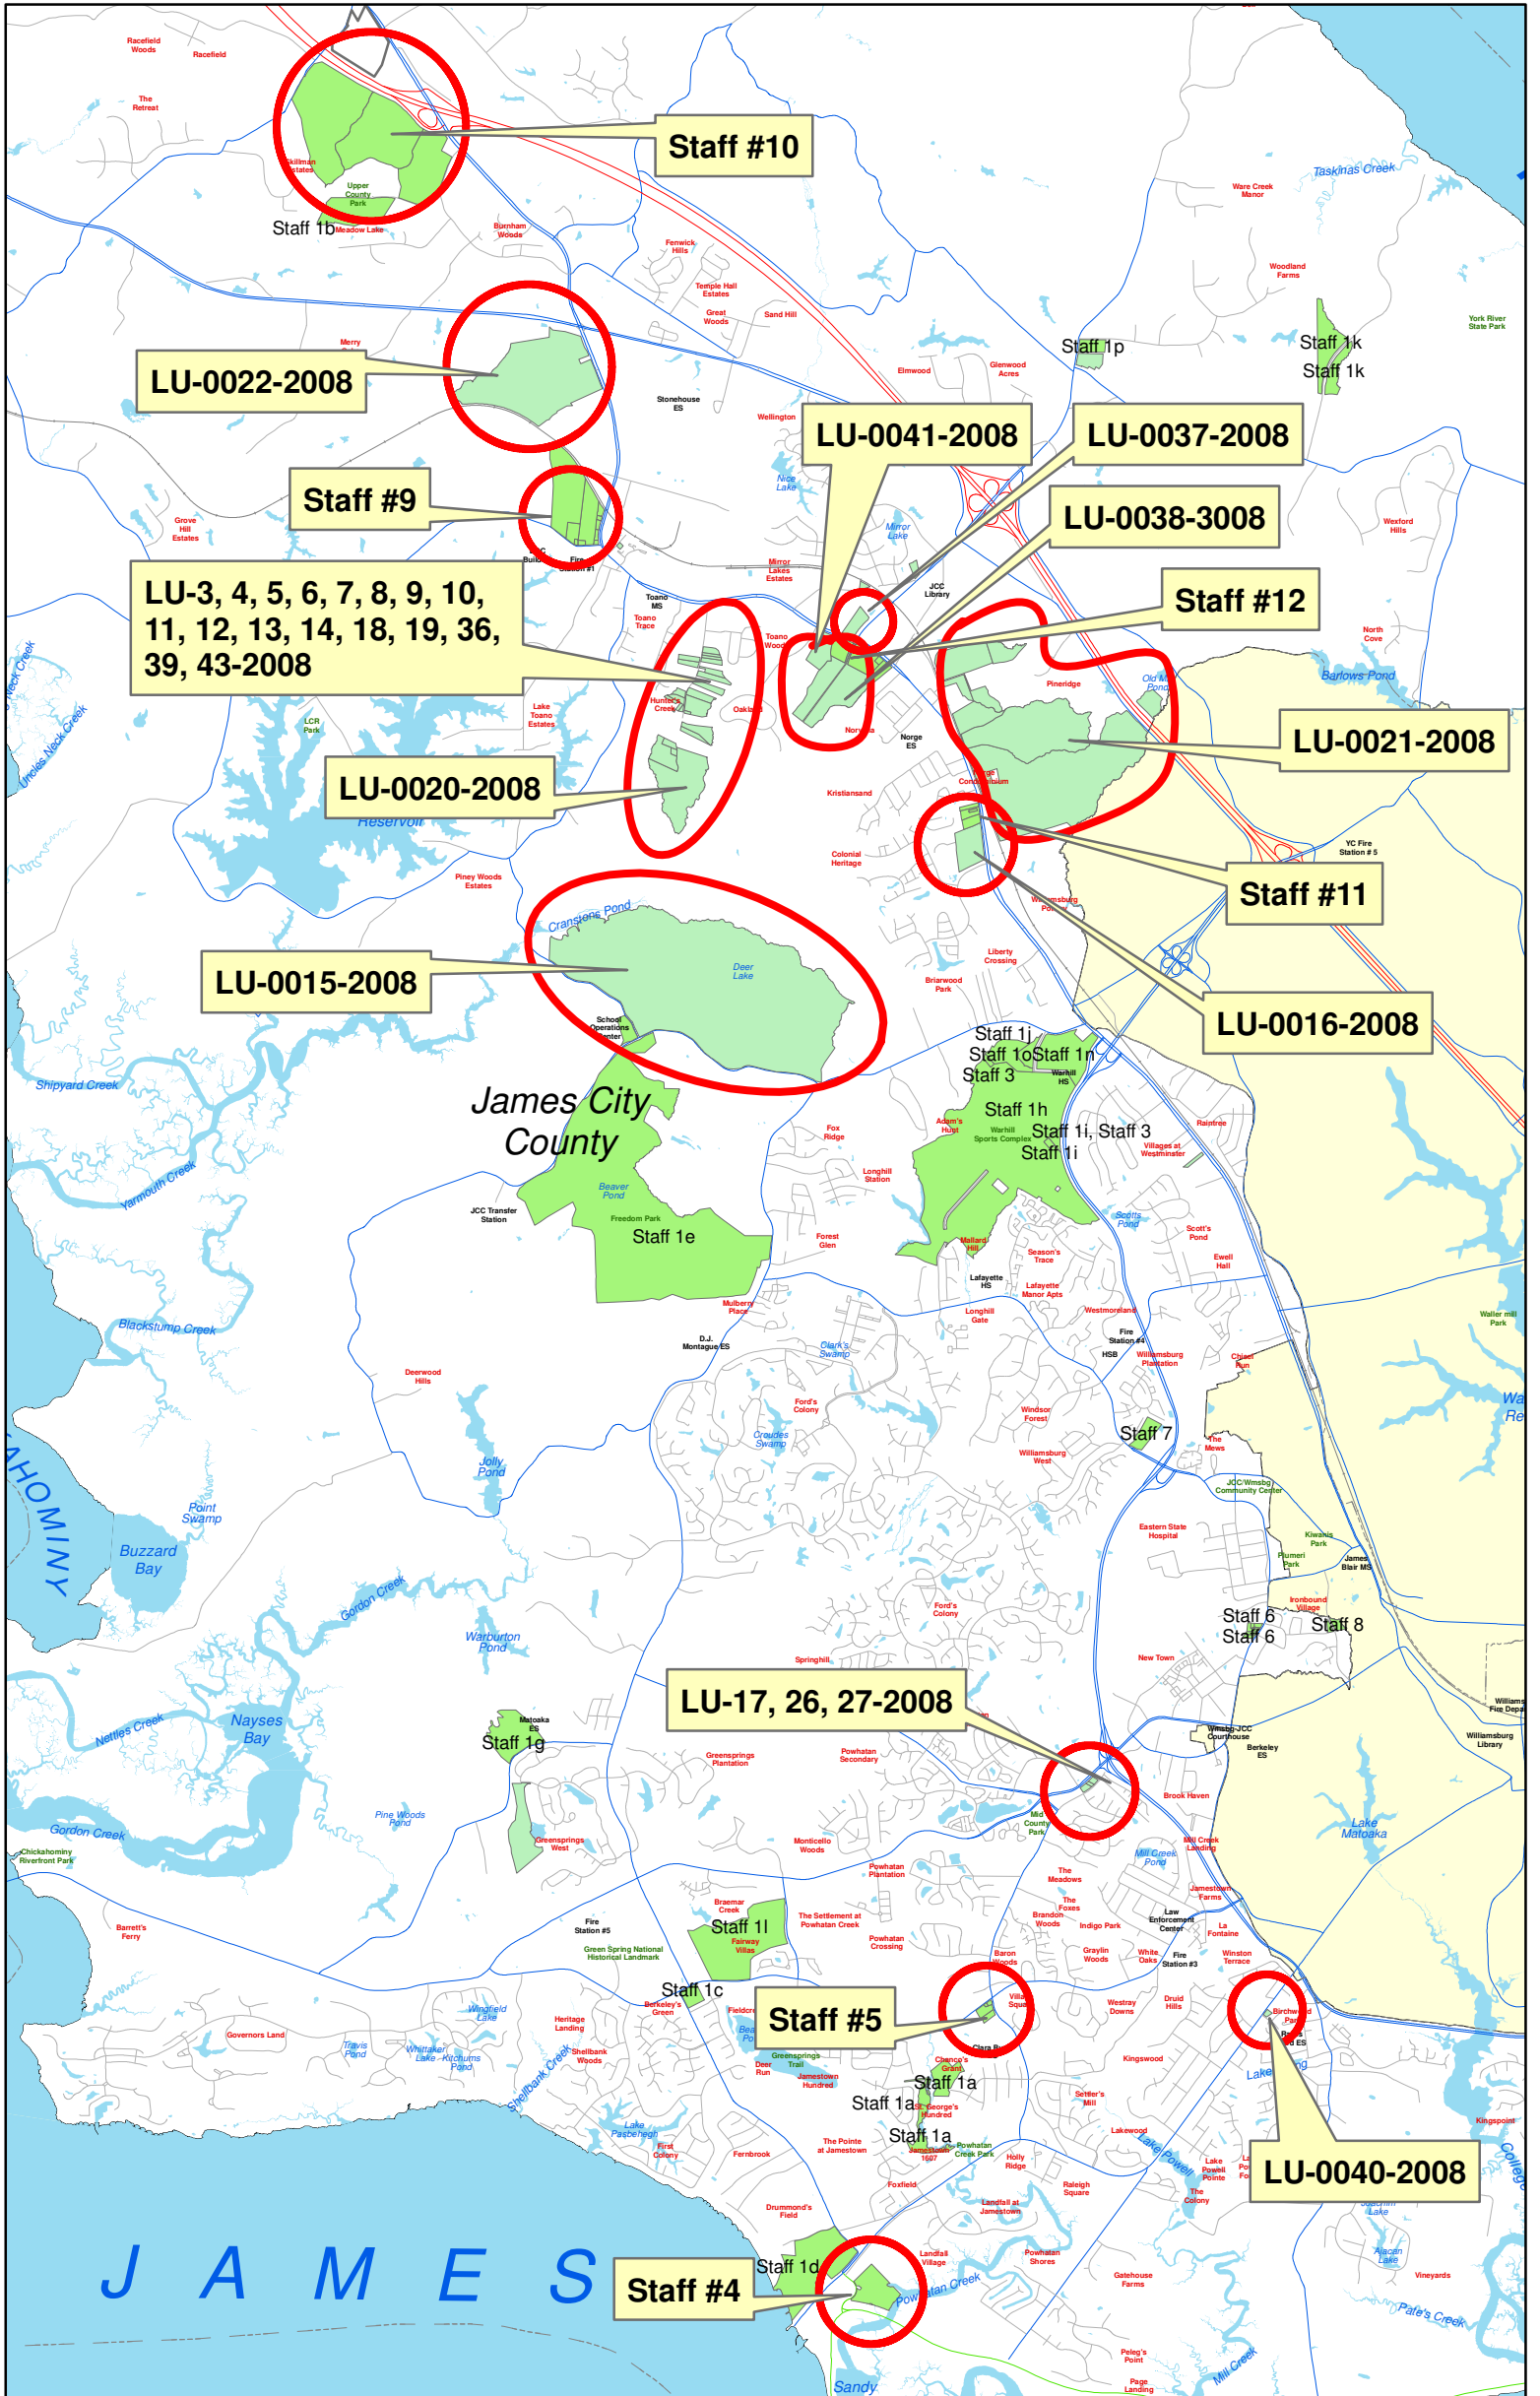 Racefield
Woods
Racefield
The
Retreat
Staff #10
Skillman
Estates
Upper
County
Park
Staff 1b
Meadow Lake
Burnham
Woods
Fenwick
Hills
Temple Hall
Estates
Great
Woods
Sand Hill
Taskinas Creek
Ware Creek
Manor
Woodland
Farms
York River
State Park
Staff 1k
Staff 1k
Staff 1p
Elmwood
Glenwood
Acres
Merry
LU-0022-2008
Stonehouse
ES
Wellington
LU-0041-2008
LU-0037-2008
Nice
Lake
Staff #9
LU-0038-3008
Mirror
Lake
Wexford
Hills
Grove
Hill
Estates
Fire
Station #1
Mirror
Lakes
Estates
JCC
Library
LU-3, 4, 5, 6, 7, 8, 9, 10,
11, 12, 13, 14, 18, 19, 36,
39, 43-2008
Toano
MS
Toano
Trace
Staff #12
North
Cove
Barlows Pond
Pineridge
Uncles Neck Creek
LCR
Park
Lake
Toano
Estates
Hunter's
Creek
Norge
ES
LU-0021-2008
LU-0020-2008
Reservoir
Kristiansand
Colonial
Heritage
YC Fire
Station # 5
Staff #11
Piney Woods
Estates
Cranstons Pond
Liberty
Crossing
Deer
Lake
Briarwood
Park
LU-0015-2008
LU-0016-2008
School
Operations
Center
Staff 1j
Staff 1o
Staff 1n
Staff 3
Warhill
HS
Shipyard Creek
James City
County
Staff 1h
Adam's
Hunt
Warhill
Sports Complex
Staff 1i, Staff 3
Staff 1i
Raintree
Villages at
Westminster
Fox
Ridge
Longhill
Station
Yarmouth Creek
Beaver
Pond
JCC Transfer
Station
Freedom Park
Staff 1e
Forest
Glen
Scotts
Pond
Scott's
Pond
Mallard
Hill
Season's
Trace
Ewell
Hall
Lafayette
HS
Lafayette
Manor Apts
Mulberry
Place
Longhill
Gate
Westmoreland
Waller mill
Park
Blackstump Creek
D.J.
Montague ES
Clark's
Swamp
Fire
Station #4
HSB
Williamsburg
Plantation
Chisel
Run
Deerwood
Hills
Ford's
Colony
Windsor
Forest
Croudes
Swamp
Staff 7
The
Mews
Williamsburg
West
Jolly
Pond
JCC/Wmsbg
Community Center
AHOMINY
Point
Swamp
Buzzard
Bay
Eastern State
Hospital
Kiwanis
Park
Plumeri
Park
James
Blair MS
Gordon Creek
Ford's
Colony
Ironbound
Village
Staff 6
Staff 6
Staff 8
Warburton
Pond
Springhill
New Town
LU-17, 26, 27-2008
Nettles Creek
Nayses
Bay
Matoaka
ES
Staff 1g
Greensprings
Plantation
Powhatan
Secondary
Wmsbg-JCC
Courthouse
Berkeley
ES
Williamsburg
Library
Brook Haven
Pine Woods
Pond
Mid
County
Park
Lake
Matoaka
Gordon Creek
Chickahominy
Riverfront Park
Greensprings
West
Monticello
Woods
Mill Creek
Pond
Mill Creek
Landing
Powhatan
Plantation
The
Meadows
Jamestown
Farms
Barrett's
Ferry
Braemar
Creek
Staff 1l
Fairway
Villas
The Settlement at
Powhatan Creek
The
Foxes
Brandon
Woods
Indigo Park
Law
Enforcement
Center
La
Fontaine
Fire
Station #5
Green Spring National
Historical Landmark
Powhatan
Crossing
Baron
Woods
Graylin
Woods
White
Oaks
Fire
Station #3
Winston
Terrace
Staff 1c
Berkeley's
Green
Staff #5
Westray
Downs
Druid
Hills
Wingfield
Lake
Heritage
Landing
Governors Land
Travis
Pond
Whittaker
Lake
Kitchums
Pond
Shellbank
Woods
Shellbank Creek
Greensprings
Trail
Deer
Run
Jamestown
Hundred
Chanco's
Grant
Staff 1a
Staff 1a
St. George's
Hundred
Staff 1a
Jamestown
1607
Powhatan
Creek Park
Kingswood
Settler's
Mill
Lakewood
Kingspoint
Lake
Pasbehegh
First
Colony
Fernbrook
The Pointe
at Jamestown
Holly
Ridge
Foxfield
Raleigh
Square
Lake Powell
Lake
Powell
Pointe
The
Colony
LU-0040-2008
Drummond's
Field
Landfall at
Jamestown
Staff 1d
Landfall
Village
Powhatan
Shores
Gatehouse
Farms
Vineyards
JAMES
Staff #4
Powhatan Creek
Pate's Creek
Peleg's
Point
Page
Landing
Mill Creek
Sandy